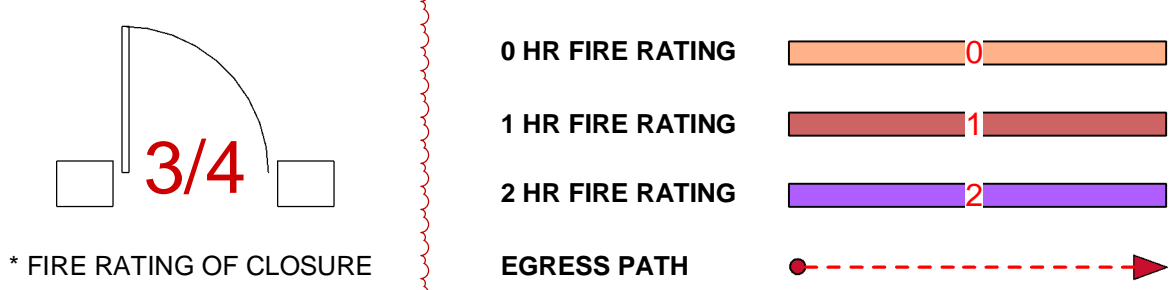 3/4
* FIRE RATING OF CLOSURE
0 HR FIRE RATING 0
1 HR FIRE RATING 1
2 HR FIRE RATING 2
EGRESS PATH